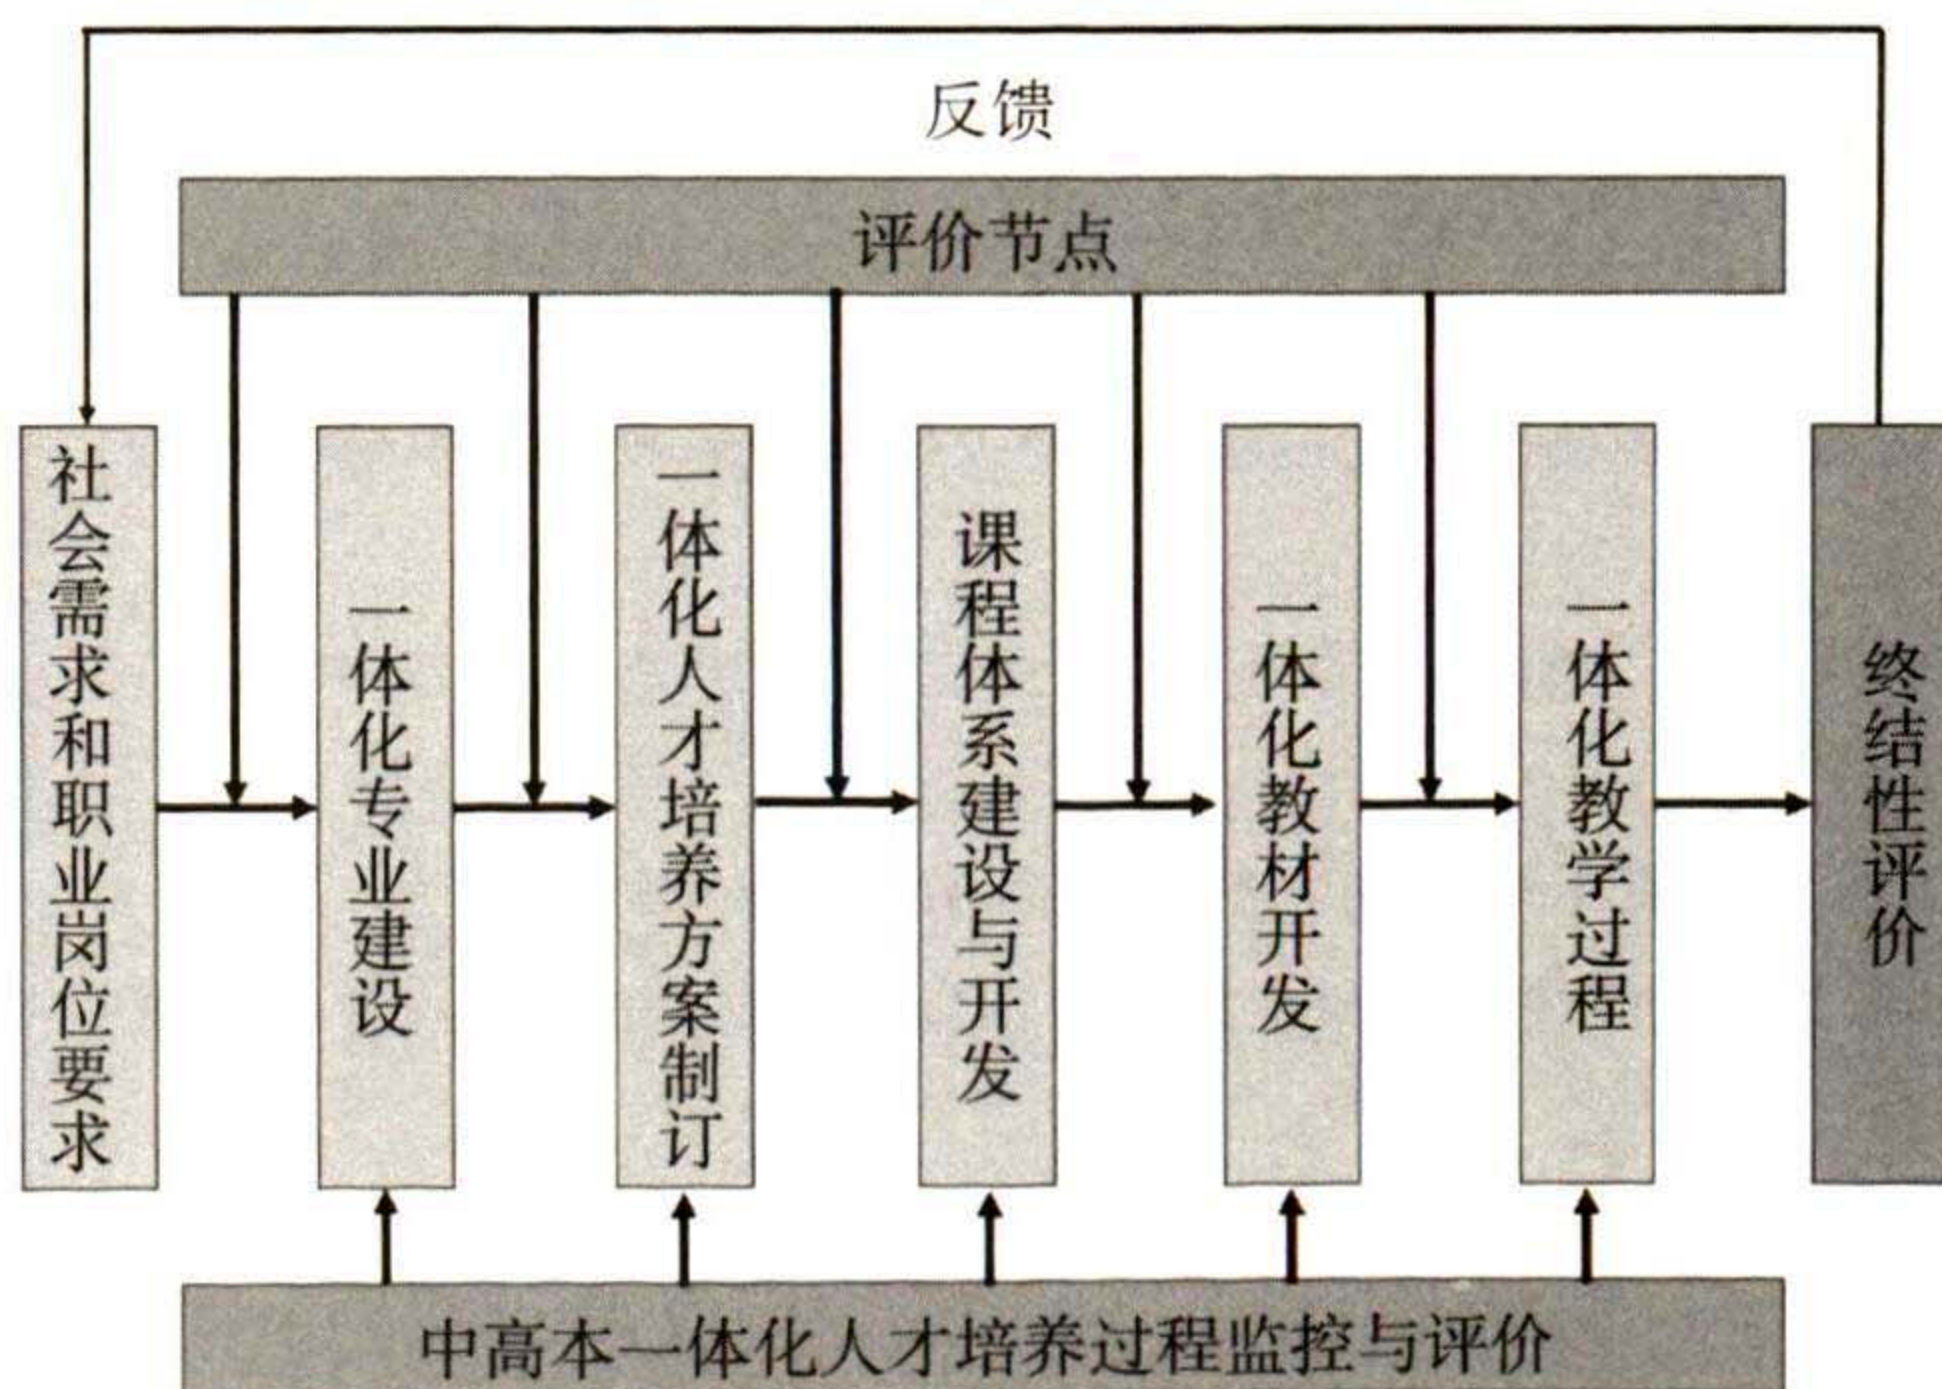 反馈
评价节点
社会需求和职业岗位要求
一体化专业建设
一体化人才培养方案制订
课程体系建设与开发
一体化教材开发
一体化教学过程
终结性评价
中高本一体化人才培养过程监控与评价